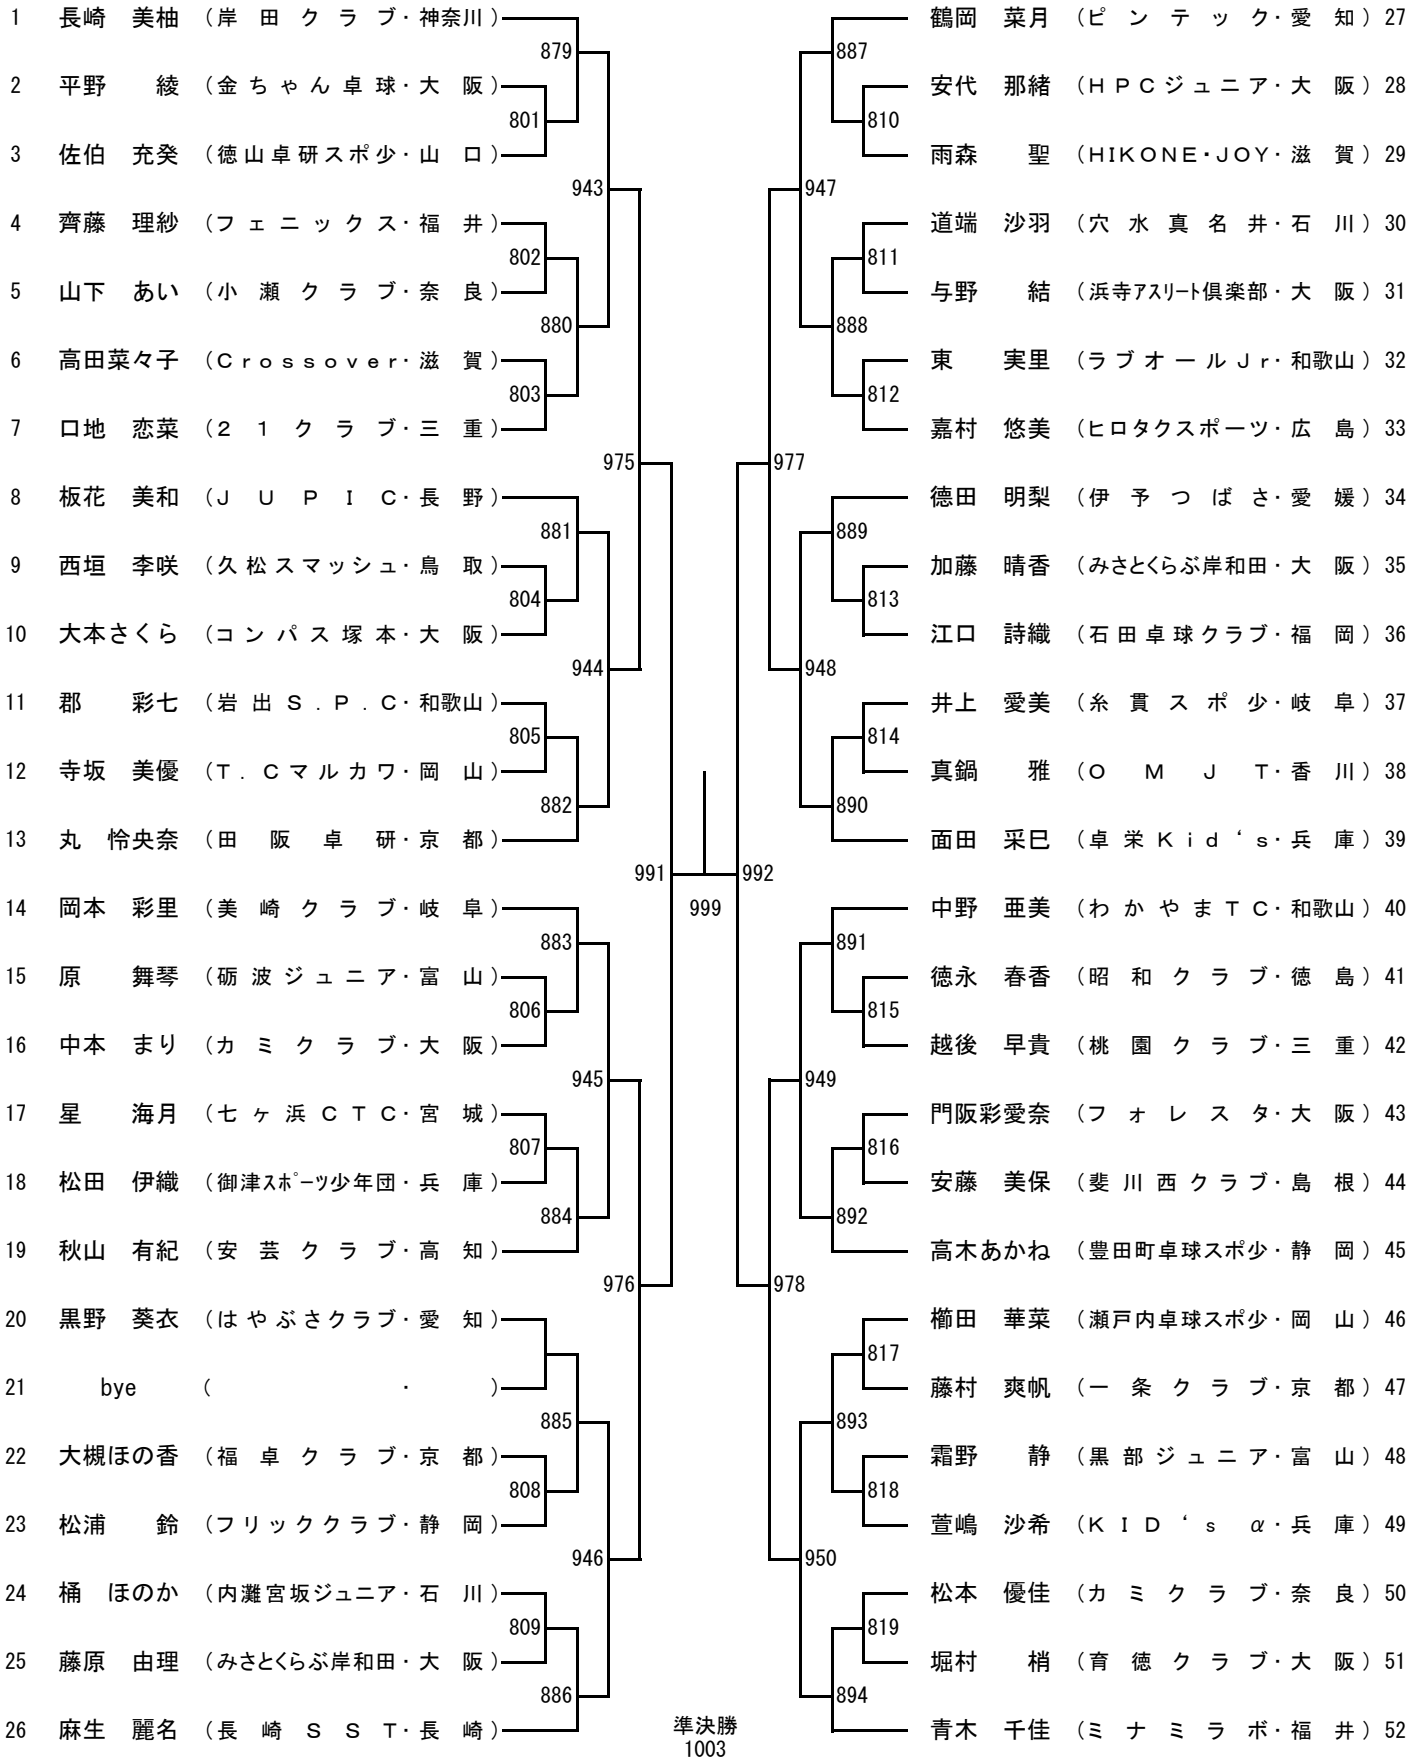 1 長崎 美柚 (岸田クラブ・神奈川)
879
2 平野 綾 (金ちゃん卓球・大阪)
801
3 佐伯 充発 (徳山卓研スポ少・山口)
943
4 齊藤 理紗 (フェニックス・福井)
802
5 山下 あい (小瀬クラブ・奈良)
880
6 高田菜々子 (Crossover・滋賀)
803
7 口地 恋菜 (21クラブ・三重)
975
8 板花 美和 (JUPIC・長野)
881
9 西垣 李咲 (久松スマッシュ・鳥取)
804
10 大本さくら (コンパス塚本・大阪)
944
11 郡 彩七 (岩出S.P.C・和歌山)
805
12 寺坂 美優 (T.Cマルカワ・岡山)
882
13 丸 怜央奈 (田阪卓研・京都)
991
14 岡本 彩里 (美崎クラブ・岐阜)
883
15 原 舞琴 (砺波ジュニア・富山)
806
16 中本 まり (カミクラブ・大阪)
945
17 星 海月 (七ヶ浜CTC・宮城)
807
18 松田 伊織 (御津スポーツ少年団・兵庫)
884
19 秋山 有紀 (安芸クラブ・高知)
976
20 黒野 葵衣 (はやぶさクラブ・愛知)
21 bye ( ・ )
885
22 大槻ほの香 (福卓クラブ・京都)
808
23 松浦 鈴 (フリッククラブ・静岡)
946
24 桶 ほのか (内灘宮坂ジュニア・石川)
809
25 藤原 由理 (みさとくらぶ岸和田・大阪)
886
26 麻生 麗名 (長崎SST・長崎)
999
準決勝
1003
鶴岡 菜月 (ピンテック・愛知) 27
887
安代 那緒 (HPCジュニア・大阪) 28
810
雨森 聖 (HIKONE・JOY・滋賀) 29
947
道端 沙羽 (穴水真名井・石川) 30
811
与野 結 (浜寺アスリート倶楽部・大阪) 31
888
東 実里 (ラブオールJr・和歌山) 32
812
嘉村 悠美 (ヒロタクスポーツ・広島) 33
977
徳田 明梨 (伊予つばさ・愛媛) 34
889
加藤 晴香 (みさとくらぶ岸和田・大阪) 35
813
江口 詩織 (石田卓球クラブ・福岡) 36
948
井上 愛美 (糸貫スポ少・岐阜) 37
814
真鍋 雅 (OMJT・香川) 38
890
面田 采巳 (卓栄Kid‘s・兵庫) 39
992
中野 亜美 (わかやまTC・和歌山) 40
891
徳永 春香 (昭和クラブ・徳島) 41
815
越後 早貴 (桃園クラブ・三重) 42
949
門阪彩愛奈 (フォレスタ・大阪) 43
816
安藤 美保 (斐川西クラブ・島根) 44
892
高木あかね (豊田町卓球スポ少・静岡) 45
978
櫛田 華菜 (瀬戸内卓球スポ少・岡山) 46
817
藤村 爽帆 (一条クラブ・京都) 47
893
霜野 静 (黒部ジュニア・富山) 48
818
萱嶋 沙希 (KID‘s α・兵庫) 49
950
松本 優佳 (カミクラブ・奈良) 50
819
堀村 梢 (育徳クラブ・大阪) 51
894
青木 千佳 (ミナミラボ・福井) 52